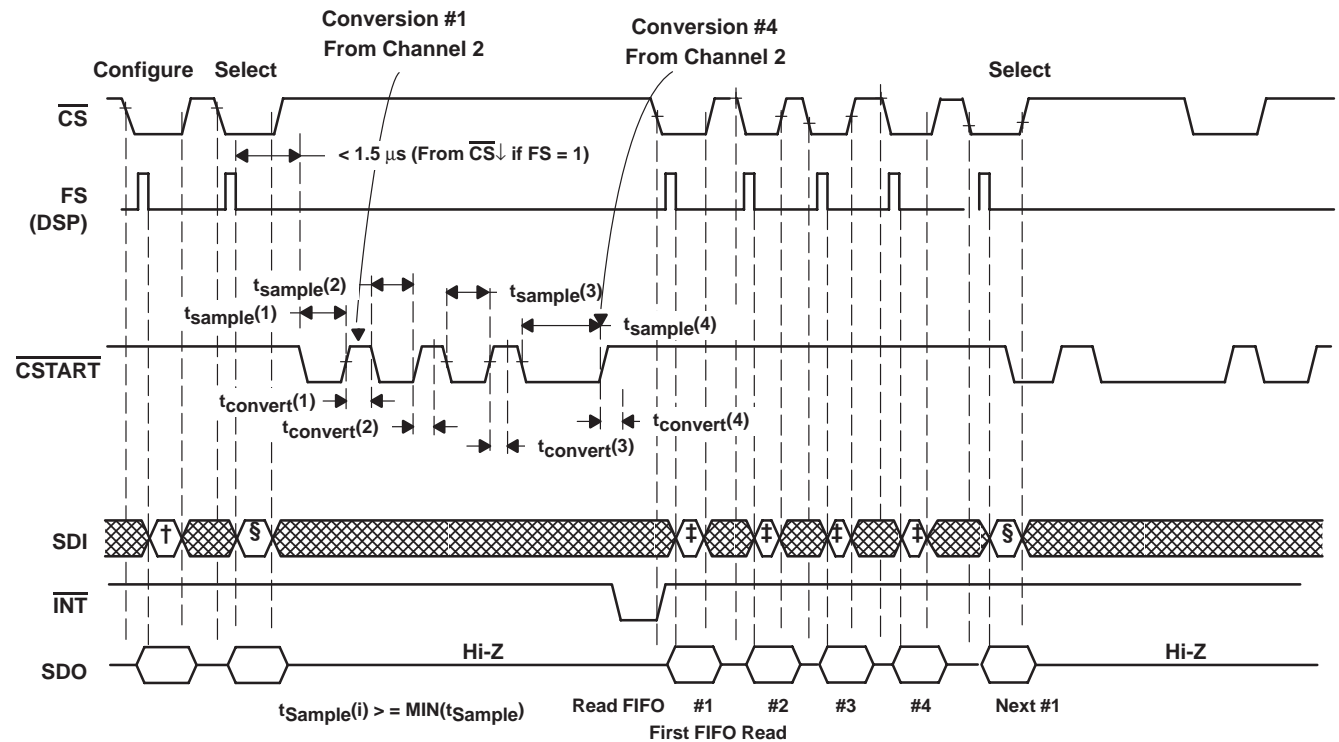 Conversion #1
From Channel 2
Conversion #4
From Channel 2
Configure Select
Select
CS
< 1.5 μs (From CS↓ if FS = 1)
FS
(DSP)
tsample(2)
tsample(3)
tsample(1)
tsample(4)
CSTART
tconvert(1)
tconvert(4)
tconvert(2)
tconvert(3)
SDI
†
§
‡
‡
‡
‡
§
INT
Hi-Z
Hi-Z
SDO
tSample(i) > = MIN(tSample)
Read FIFO #1 #2 #3 #4 Next #1
First FIFO Read